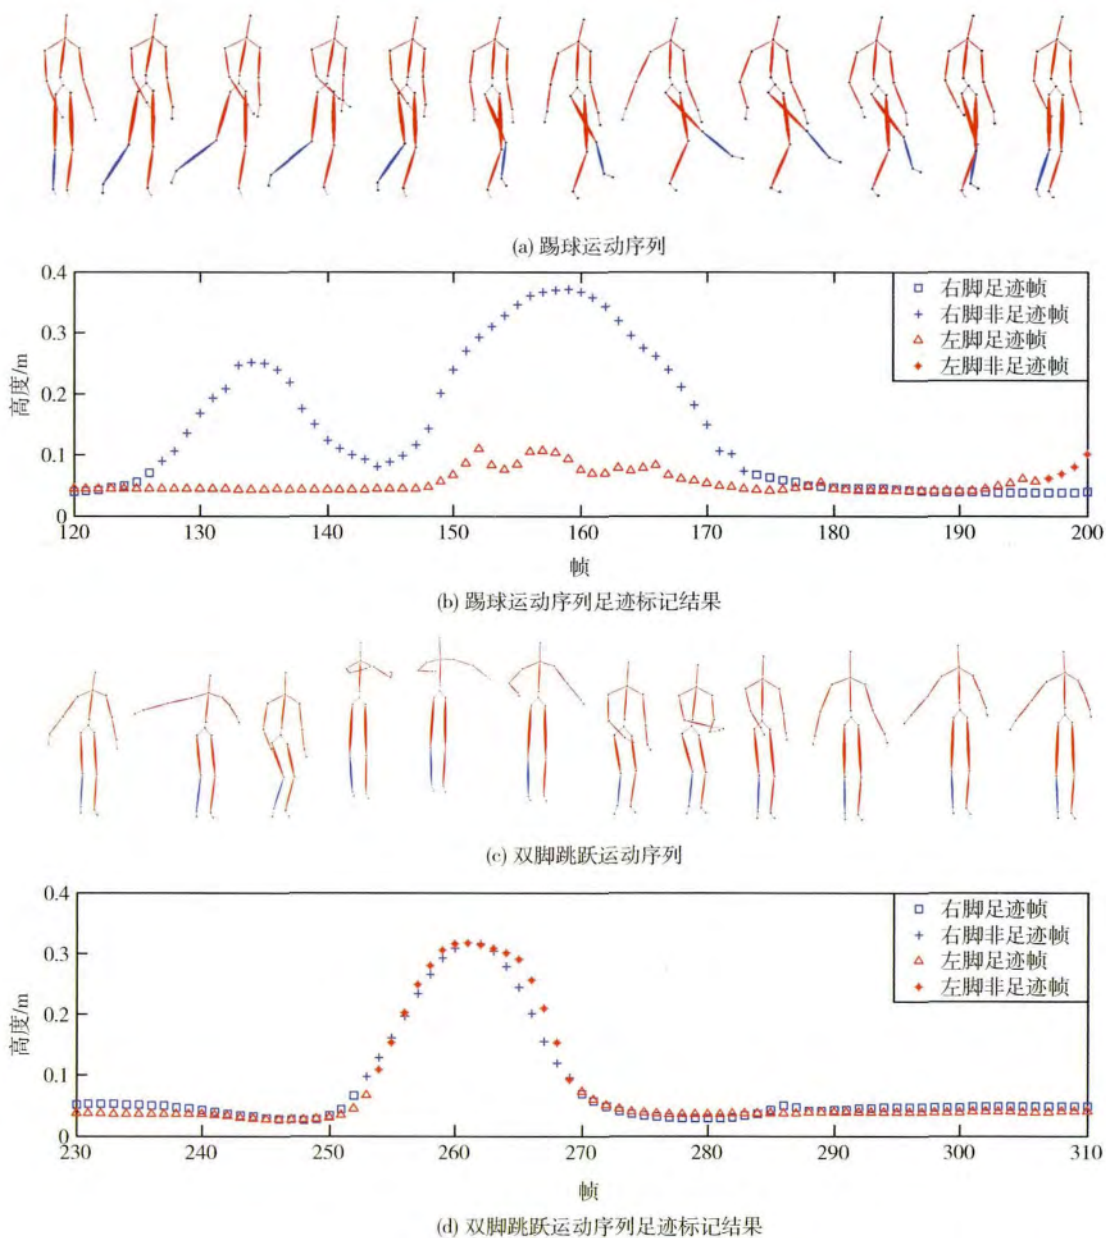 (a) 踢球运动序列
0.4
0.3
0.2
0.1
0
高度/m
右脚足迹帧
右脚非足迹帧
左脚足迹帧
左脚非足迹帧
120 130 140 150 160 170 180 190 200
帧
(b) 踢球运动序列足迹标记结果
(c) 双脚跳跃运动序列
0.4
0.3
0.2
0.1
0
高度/m
右脚足迹帧
右脚非足迹帧
左脚足迹帧
左脚非足迹帧
230 240 250 260 270 280 290 300 310
帧
(d) 双脚跳跃运动序列足迹标记结果